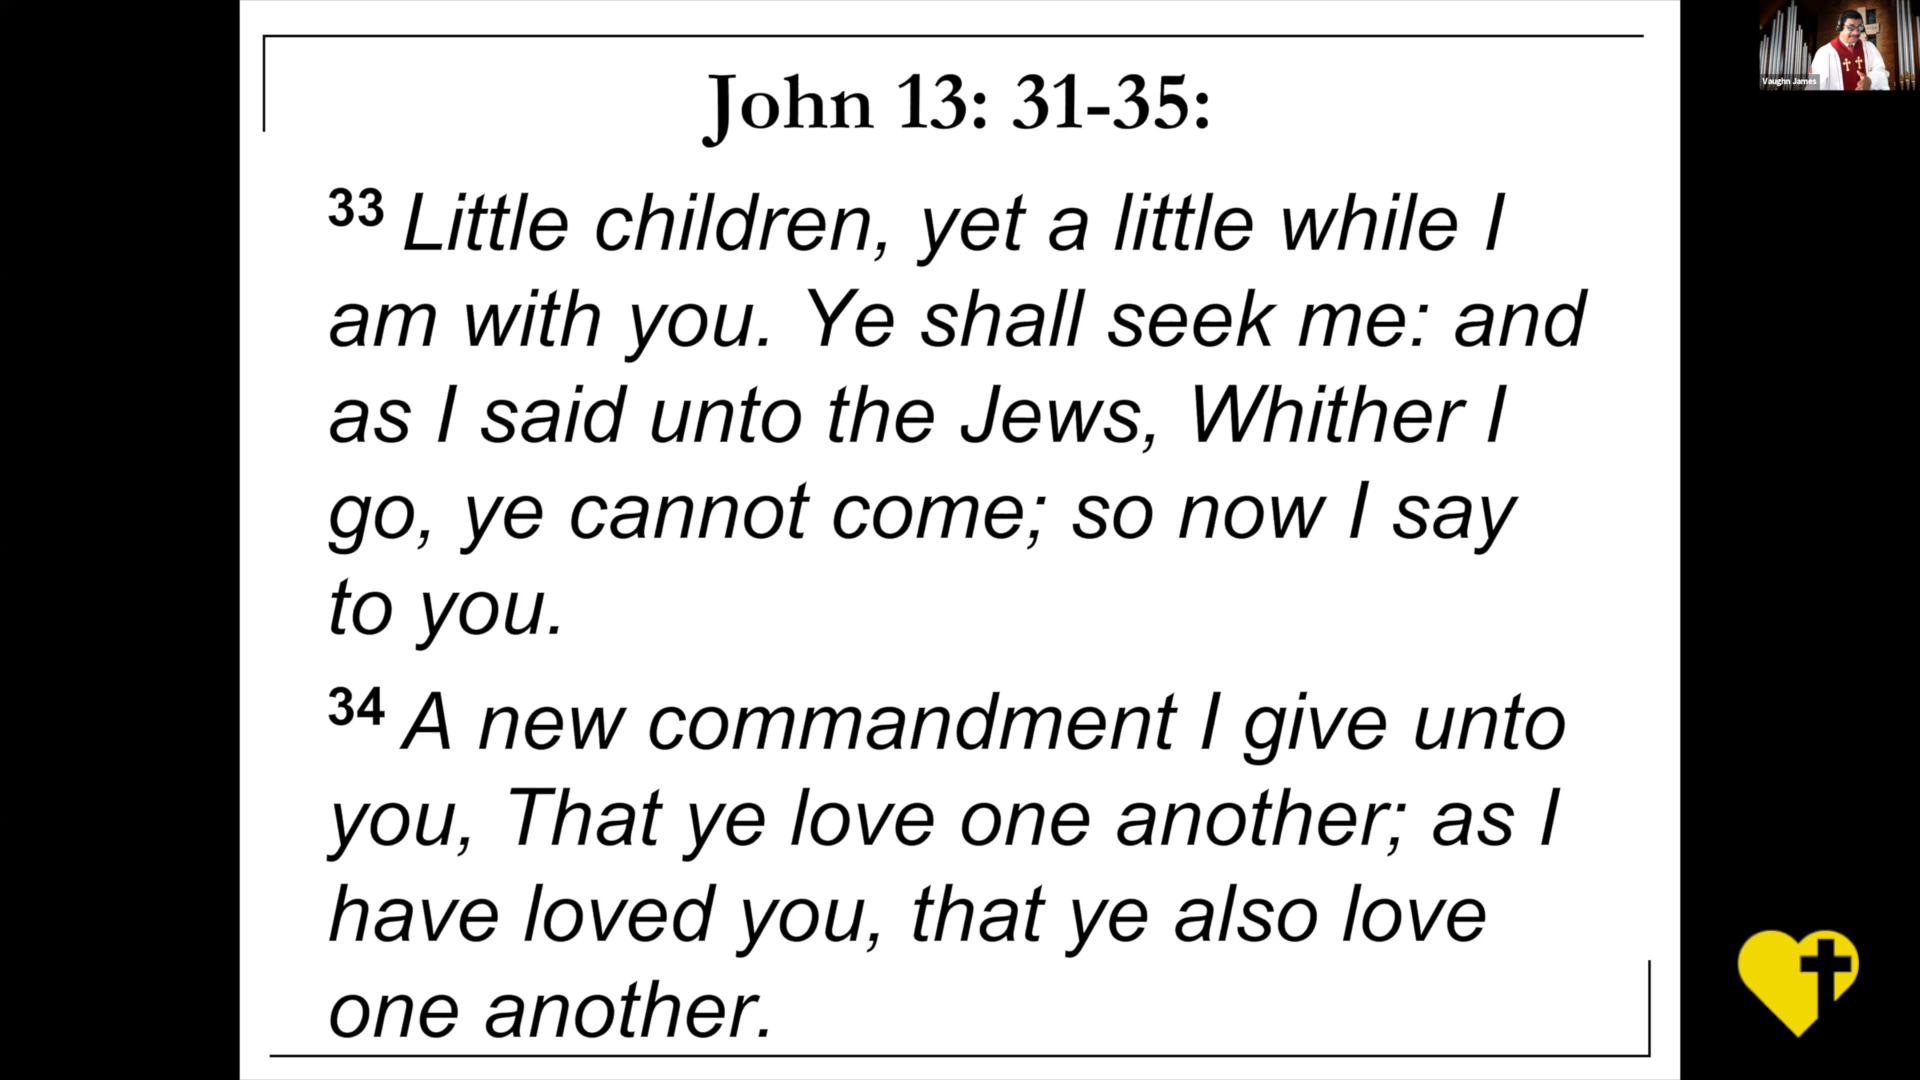 John 13: 31-35:
33 Little children, yet a little while I
am with you. Ye shall seek me: and
as I said unto the Jews, Whither I
go, ye cannot come; so now I say
to you.
34 A new commandment I give unto
you, That ye love one another; as I
have loved you, that ye also love
one another.
Vaughn James